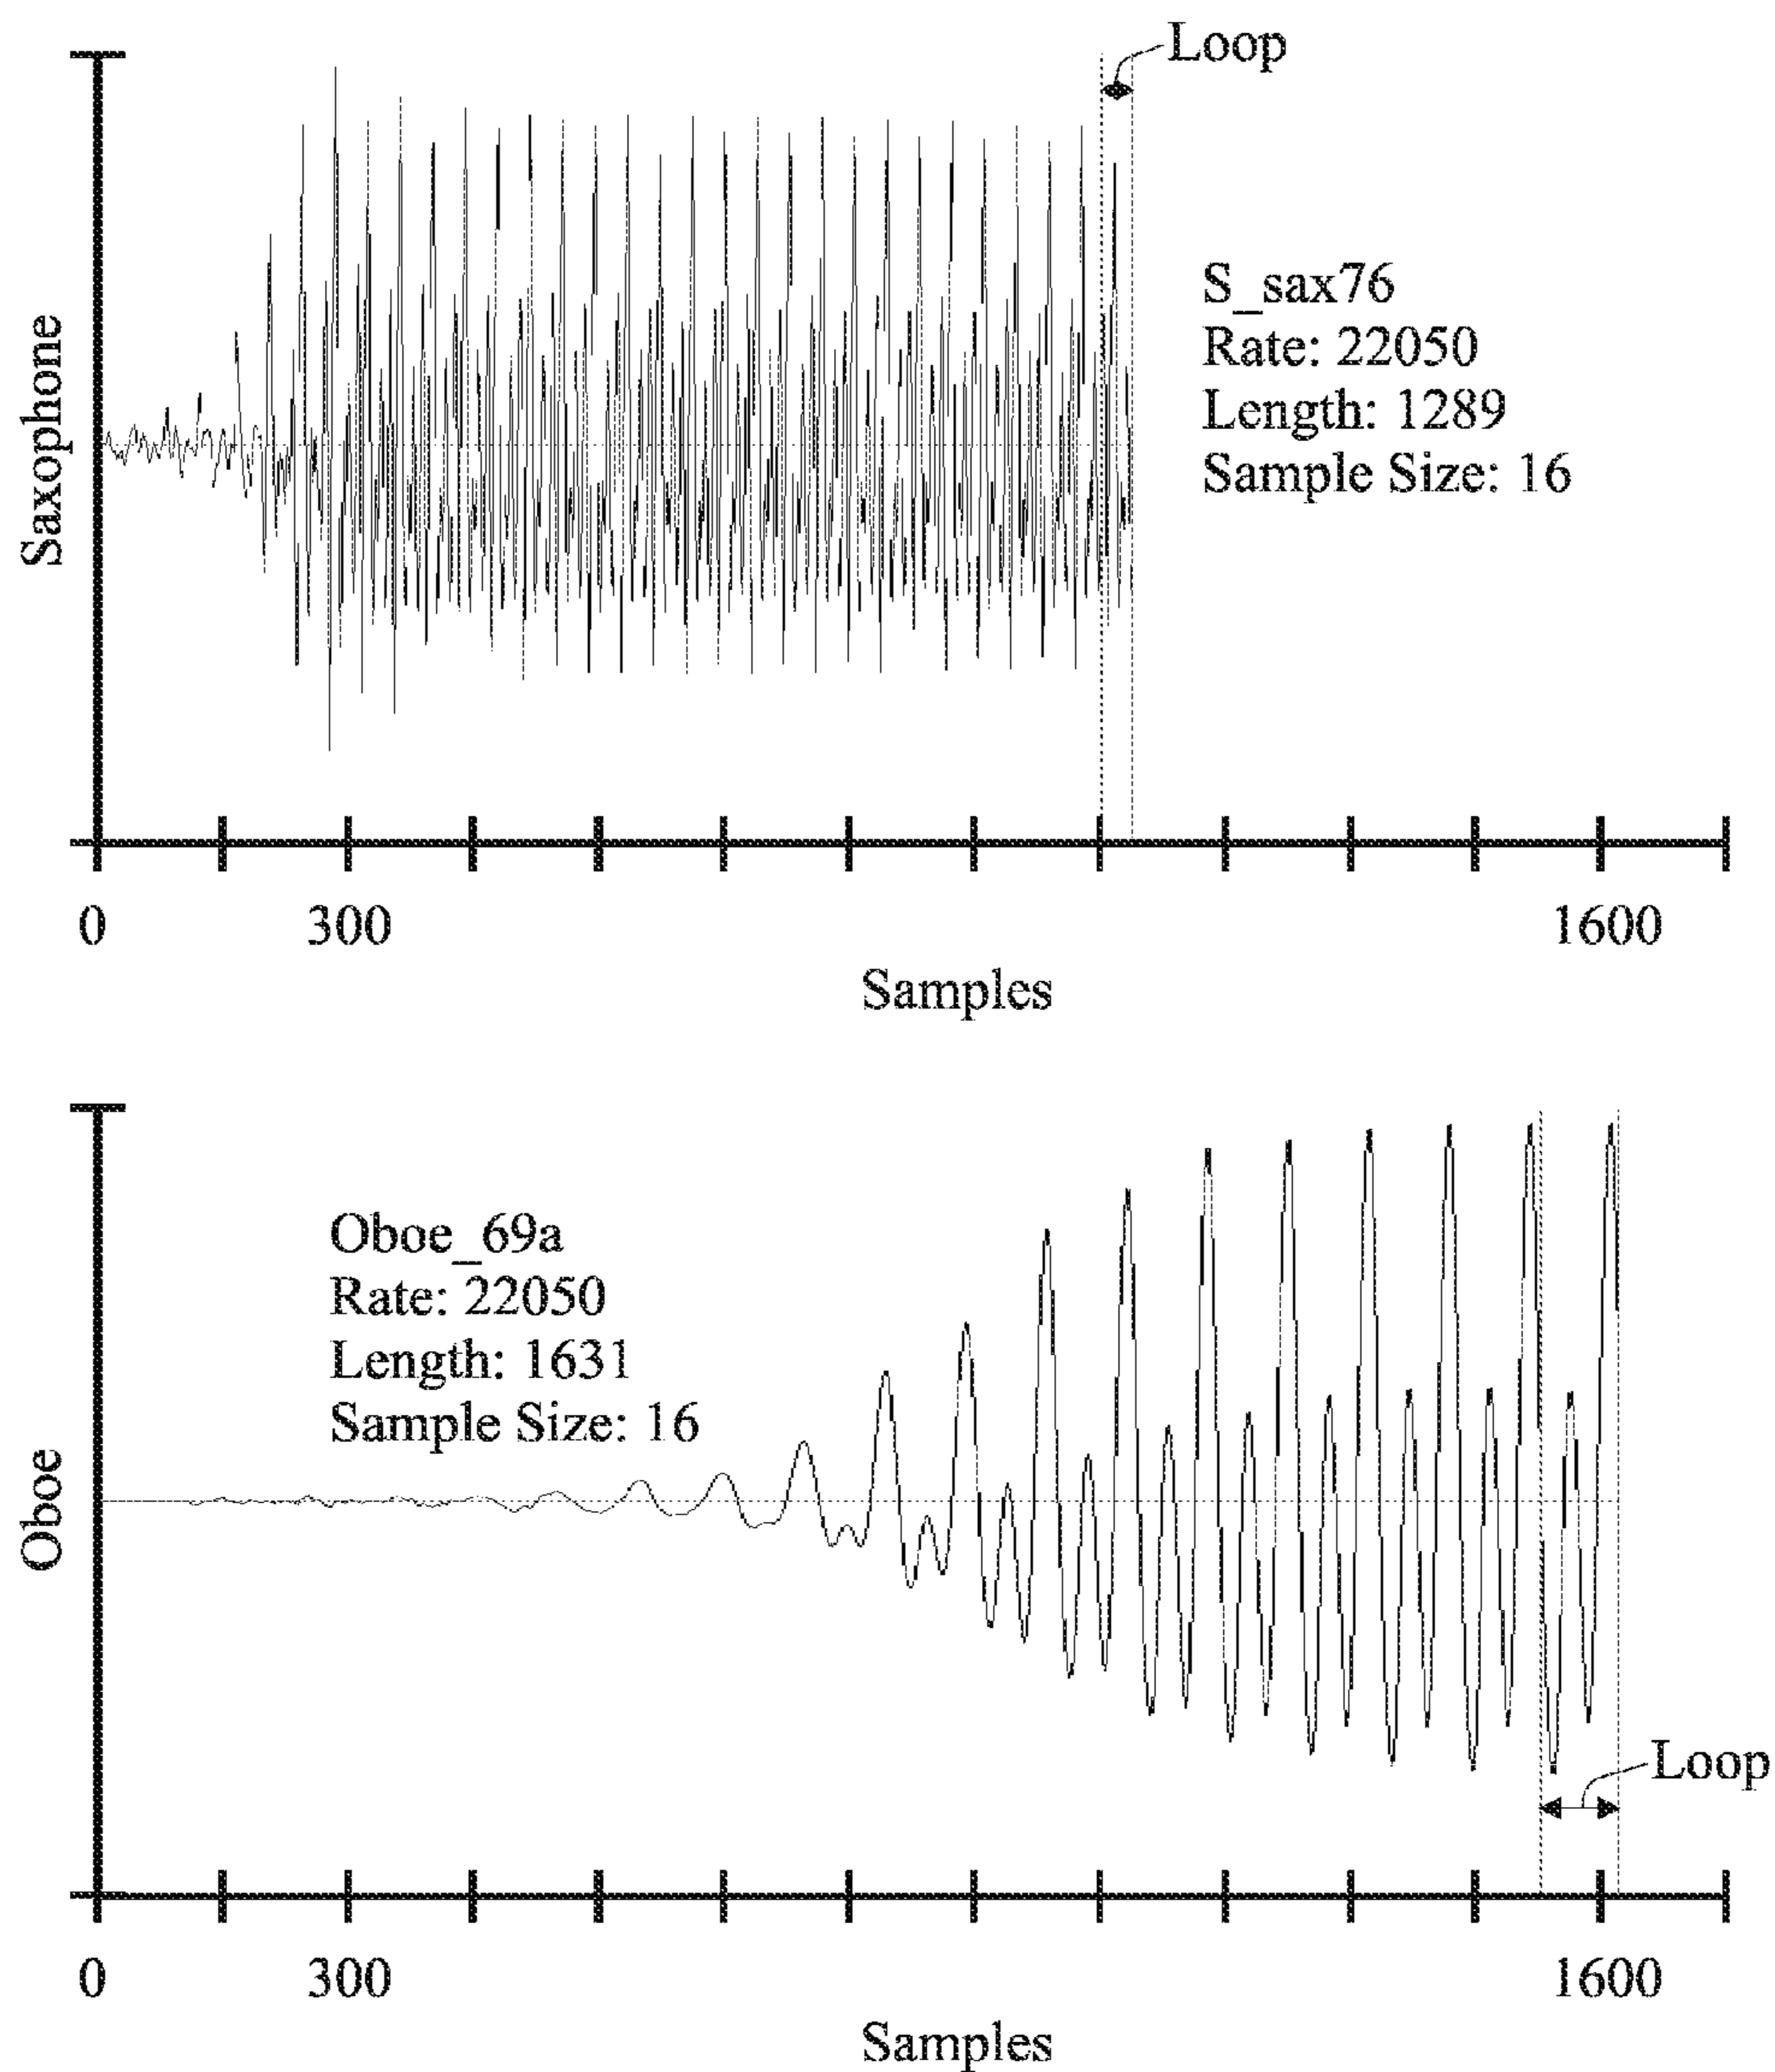 Loop
Saxophone
S_sax76
Rate: 22050
Length: 1289
Sample Size: 16
0 300 1600
Samples
Oboe_69a
Rate: 22050
Length: 1631
Sample Size: 16
Oboe
Loop
0 300 1600
Samples